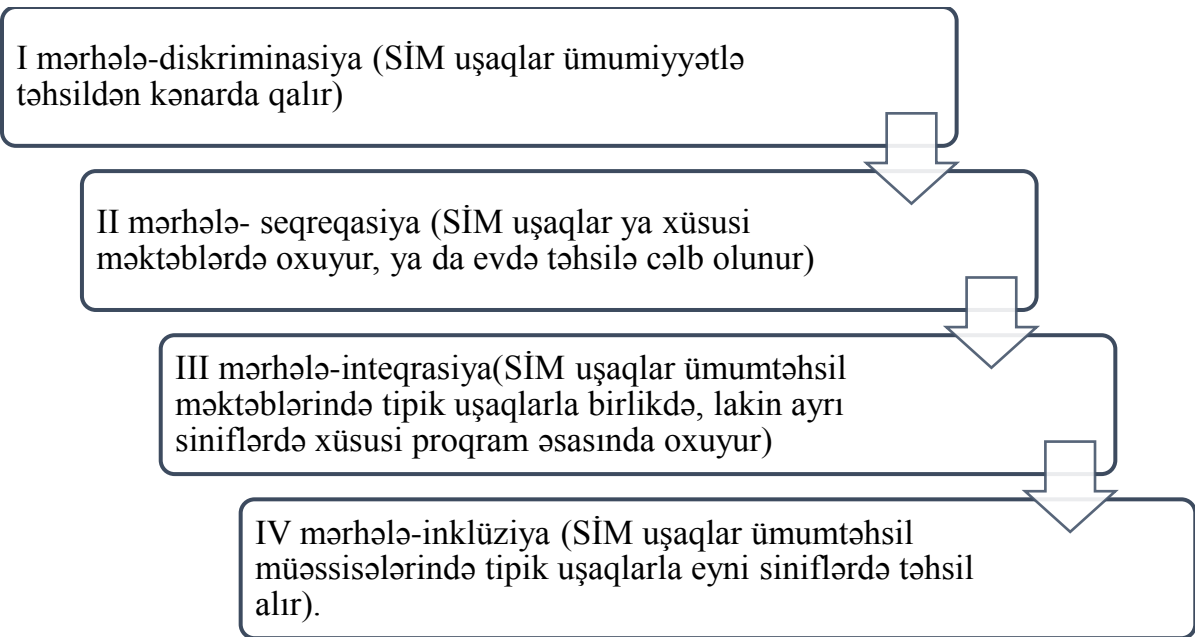 I mərhələ-diskriminasiya (SİM uşaqlar ümumiyyətlə
təhsildən kənarda qalır)
II mərhələ- seqreqasiya (SİM uşaqlar ya xüsusi
məktəblərdə oxuyur, ya da evdə təhsilə cəlb olunur)
III mərhələ-inteqrasiya(SİM uşaqlar ümumtəhsil
məktəblərində tipik uşaqlarla birlikdə, lakin ayrı
siniflərdə xüsusi proqram əsasında oxuyur)
IV mərhələ-inklüziya (SİM uşaqlar ümumtəhsil
müəssisələrində tipik uşaqlarla eyni siniflərdə təhsil
alır).